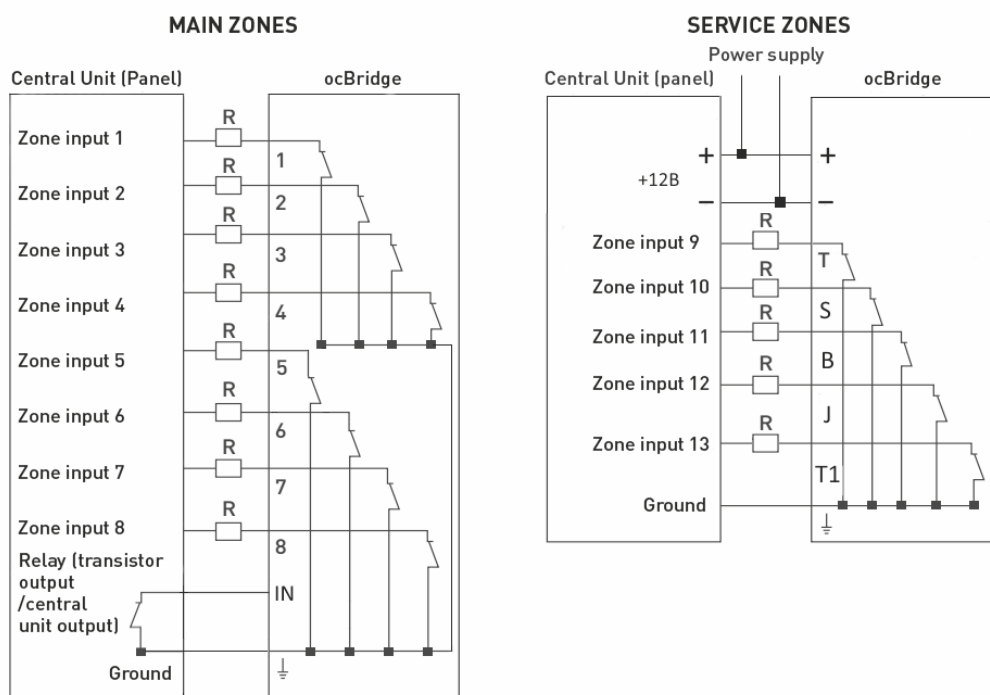 MAIN ZONES
Central Unit (Panel)
ocBridge
Zone input 1
R
1
Zone input 2
R
2
Zone input 3
R
3
Zone input 4
R
4
Zone input 5
R
5
Zone input 6
R
6
Zone input 7
R
7
Zone input 8
R
8
Relay (transistor
output
/central
unit output)
IN
Ground
SERVICE ZONES
Power supply
Central Unit (panel)
ocBridge
+
+
+12B
−
−
Zone input 9
R
T
Zone input 10
R
S
Zone input 11
R
B
Zone input 12
R
J
Zone input 13
R
T1
Ground